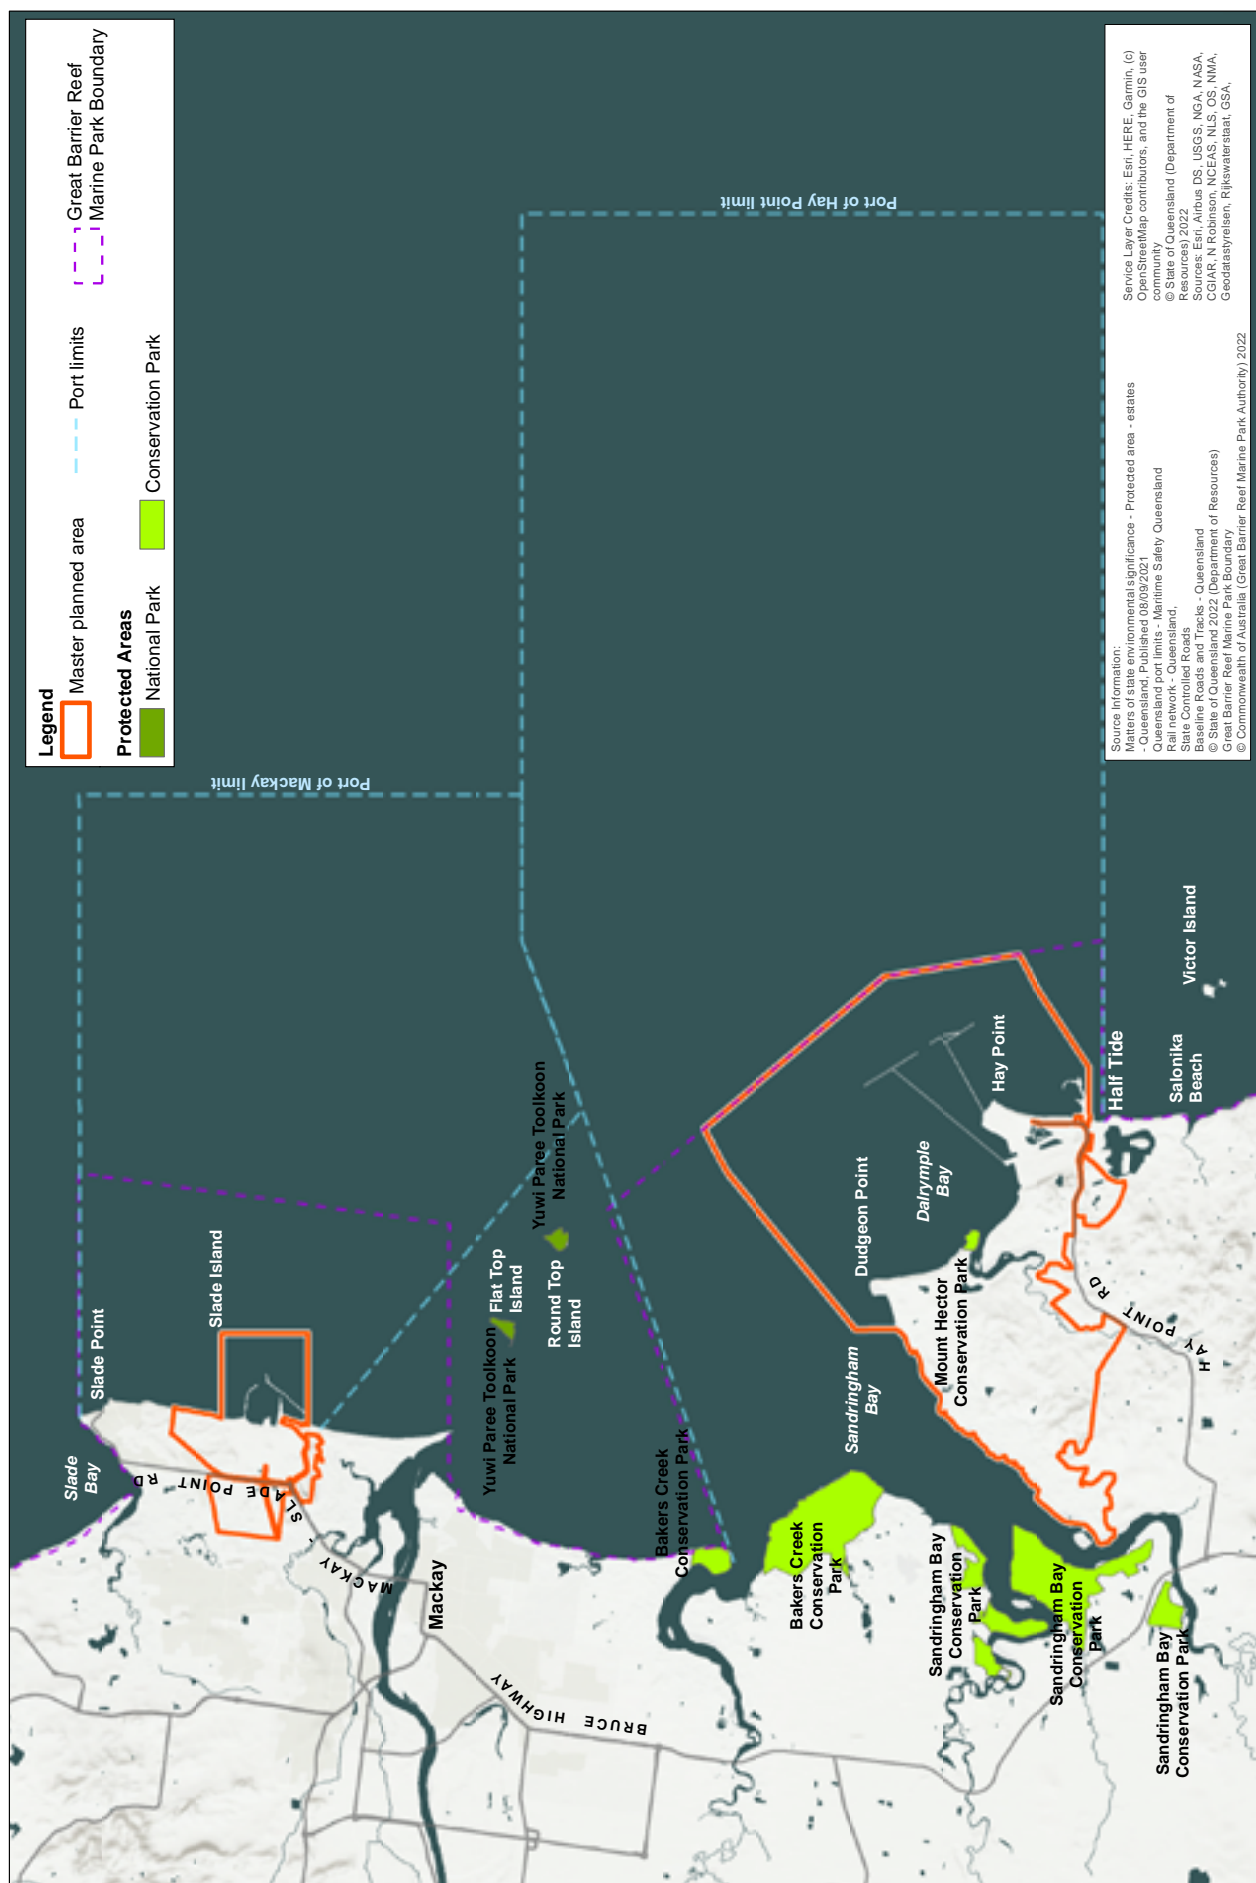 Legend
Master planned area
Port limits
Great Barrier Reef
Marine Park Boundary
Protected Areas
National Park
Conservation Park
Port of Mackay limit
Port of Hay Point limit
Slade Point
Slade
Bay
Slade Island
MACKAY - SLADE POINT RD
Mackay
BRUCE HIGHWAY
Yuwi Paree Toolkoon
National Park
Flat Top
Island
Yuwi Paree Toolkoon
National Park
Round Top
Island
Bakers Creek
Conservation Park
Bakers Creek
Conservation
Park
Sandringham
Bay
Dudgeon Point
Dalrymple
Bay
Hay Point
Mount Hector
Conservation Park
Sandringham Bay
Conservation
Park
Sandringham Bay
Conservation
Park
Sandringham Bay
Conservation Park
HAY POINT RD
Half Tide
Salonika
Beach
Victor Island
Source Information:
Matters of state environmental significance - Protected area - estates
- Queensland, Published 08/09/2021
Queensland port limits - Maritime Safety Queensland
Rail network - Queensland,
State Controlled Roads
Baseline Roads and Tracks - Queensland
© State of Queensland 2022 (Department of Resources)
Great Barrier Reef Marine Park Boundary
© Commonwealth of Australia (Great Barrier Reef Marine Park Authority) 2022
Service Layer Credits: Esri, HERE, Garmin, (c)
OpenStreetMap contributors, and the GIS user
community
© State of Queensland (Department of
Resources) 2022
Sources: Esri, Airbus DS, USGS, NGA, NASA,
CGIAR, N Robinson, NCEAS, NLS, OS, NMA,
Geodatastyrelsen, Rijkswaterstaat, GSA,